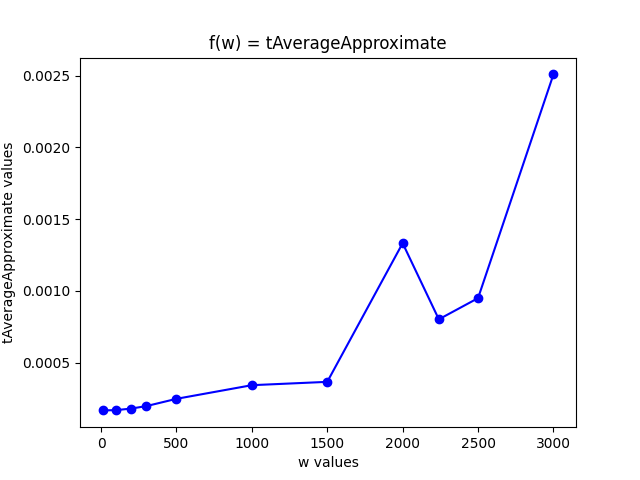 f(w) = tAverageApproximate
tAverageApproximate values
0.0025
0.0020
0.0015
0.0010
0.0005
0 500 1000 1500 2000 2500 3000
w values